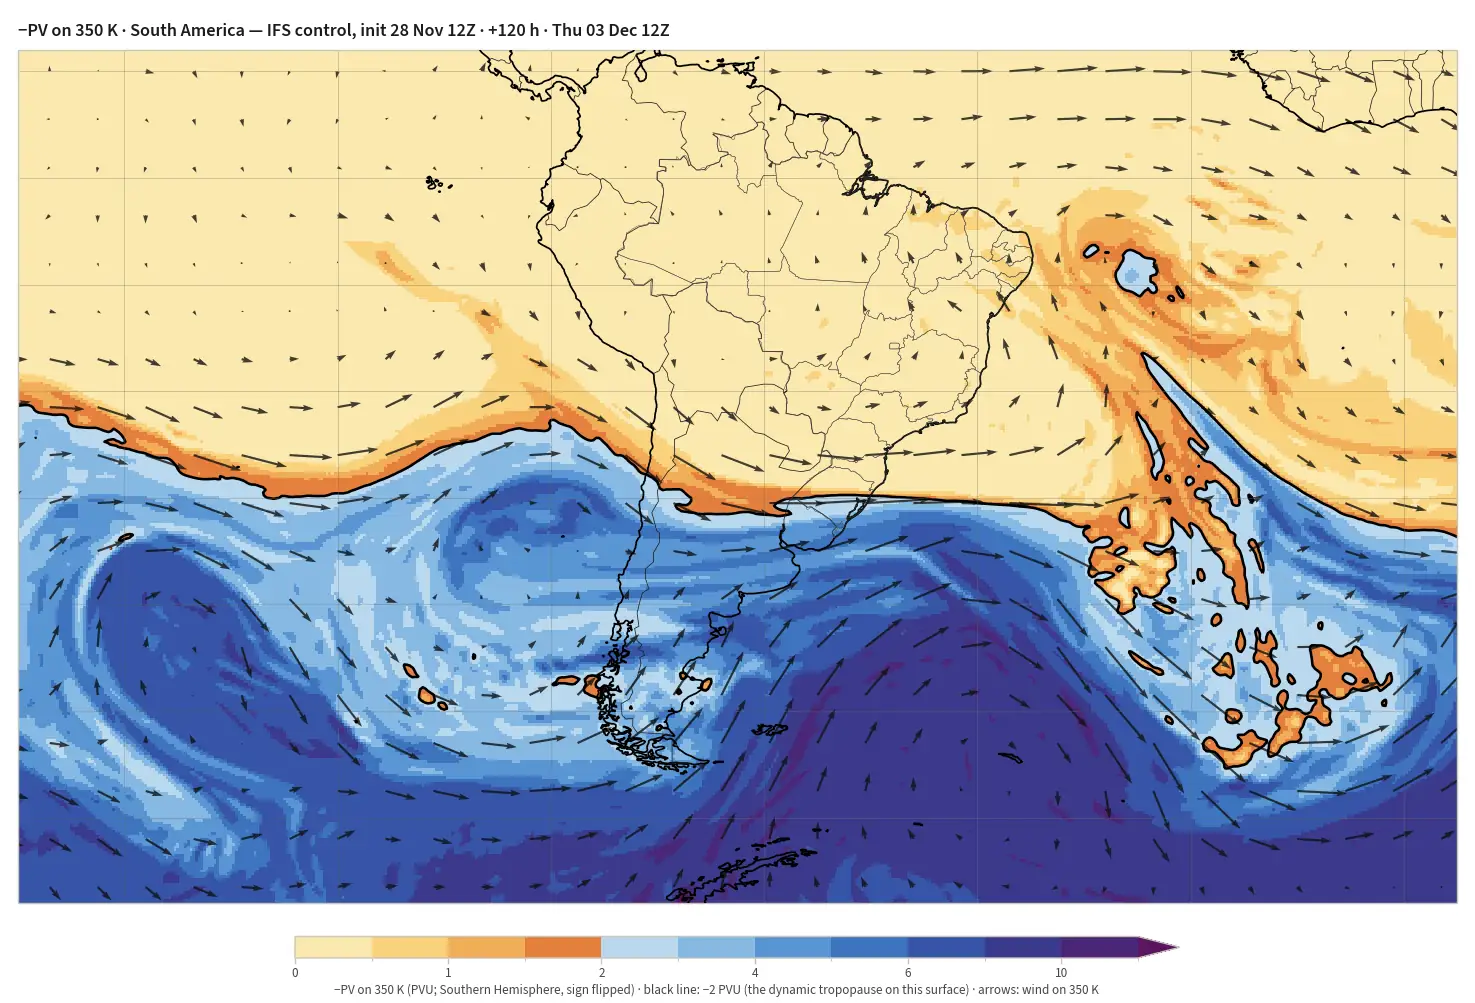 −PV on 350 K · South America — IFS control, init 28 Nov 12Z · +120 h · Thu 03 Dec 12Z
0 1 2 4 6 10
−PV on 350 K (PVU; Southern Hemisphere, sign flipped) · black line: −2 PVU (the dynamic tropopause on this surface) · arrows: wind on 350 K